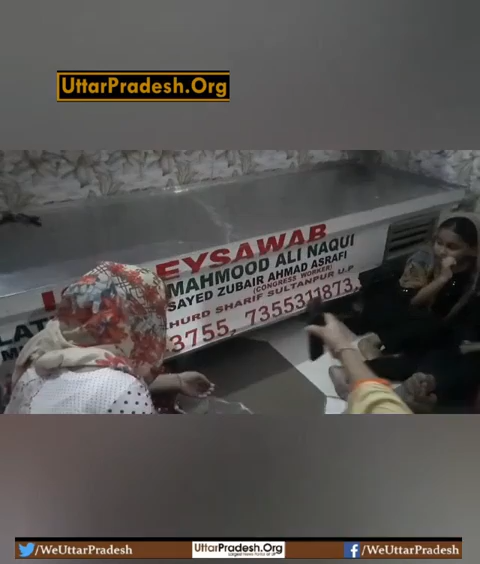 UttarPradesh.Org
EYSAWAB
MAHMOOD ALI NAQUI
SAYED ZUBAIR AHMAD ASRAFI
(CONGRESS WORKER)
HURD SHARIF SULTANPUR U.P
3755, 7355311873,
LAT
/WeUttarPradesh
UttarPradesh.Org
/WeUttarPradesh